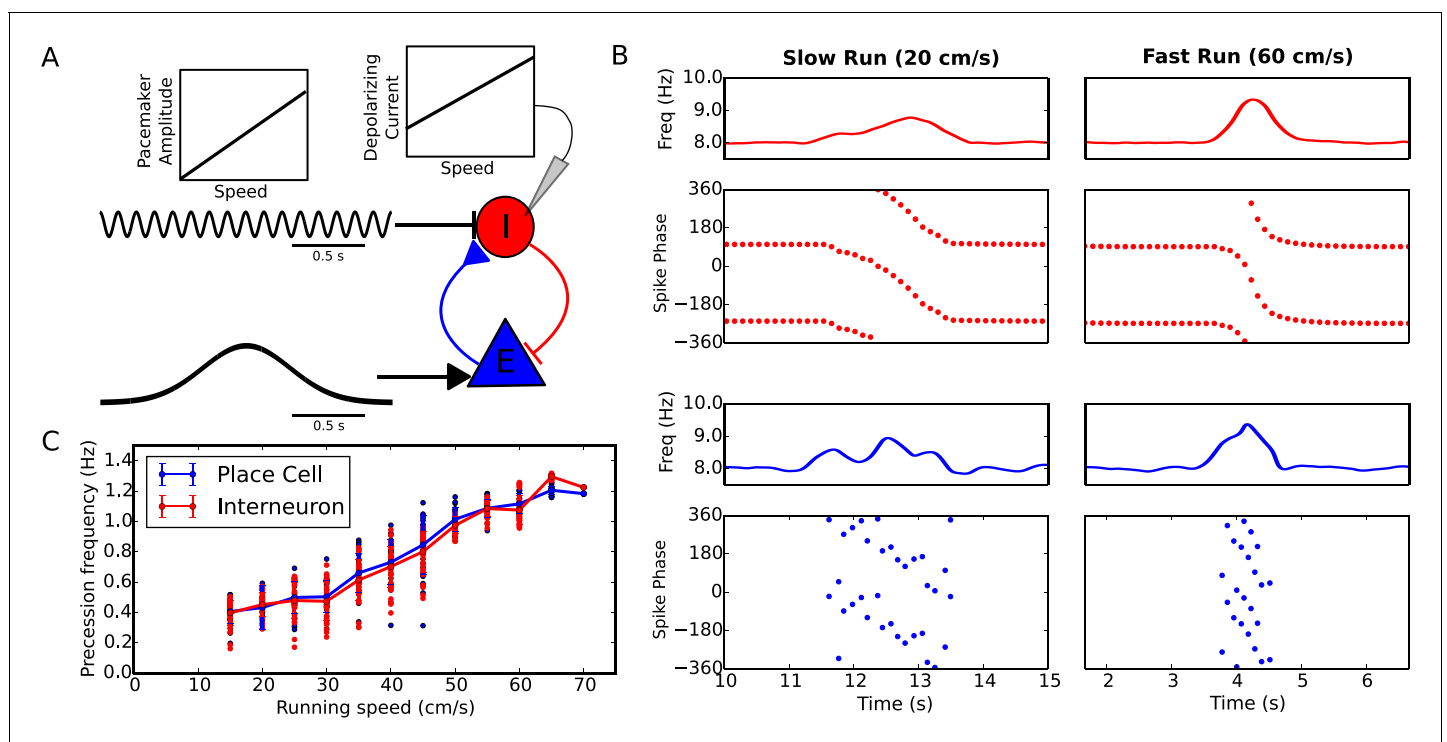 A
Pacemaker
Amplitude
Speed
Depolarizing
Current
Speed
0.5 s
I
E
0.5 s
B
Slow Run (20 cm/s)
Fast Run (60 cm/s)
Freq (Hz)
10.0
9.0
8.0
Spike Phase
360
180
0
−180
−360
Freq (Hz)
10.0
9.0
8.0
Spike Phase
360
180
0
−180
−360
10 11 12 13 14 15
Time (s)
2 3 4 5 6
Time (s)
C
Precession frequency (Hz)
1.4
1.2
1.0
0.8
0.6
0.4
0.2
0.0
Place Cell
Interneuron
0 10 20 30 40 50 60 70
Running speed (cm/s)